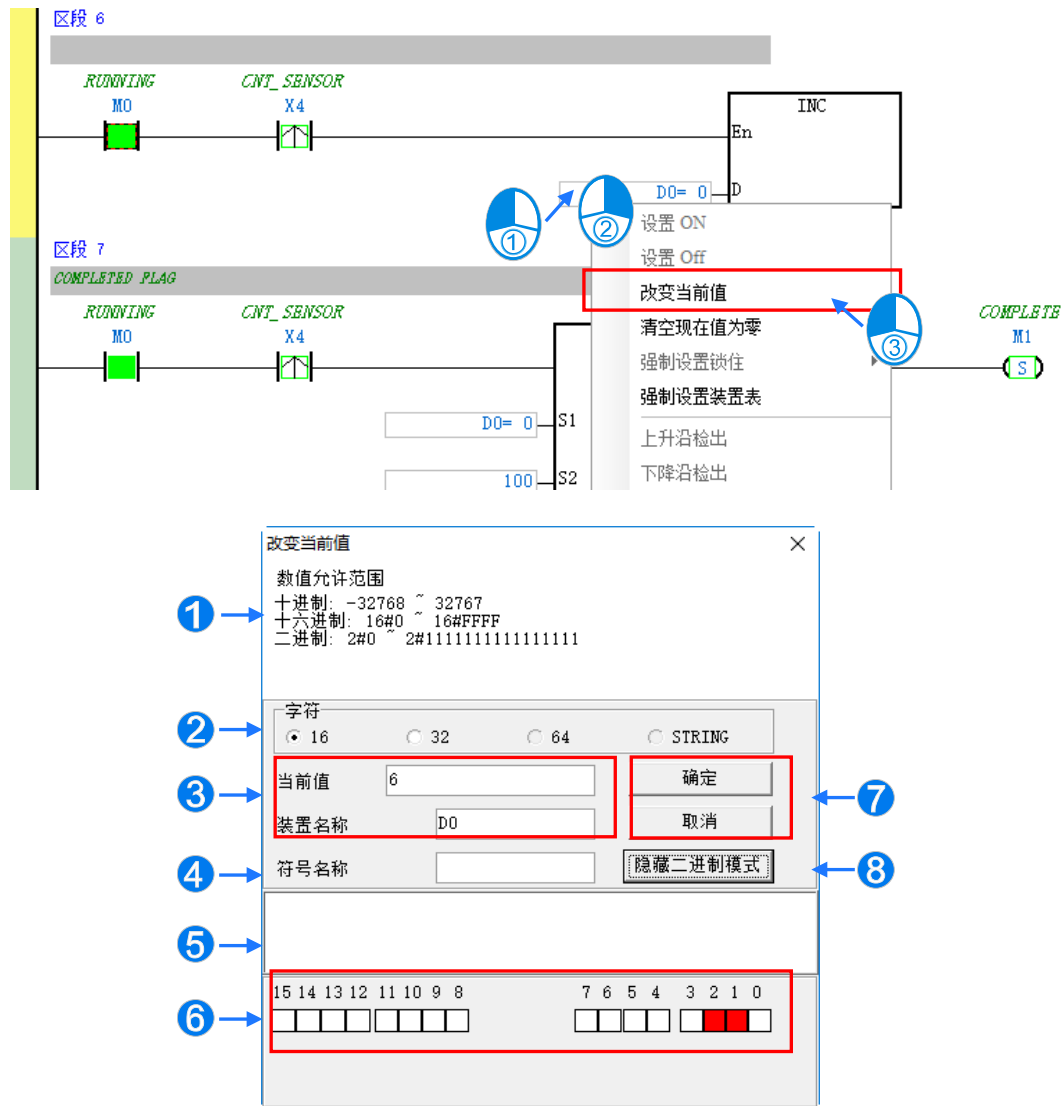 区段 6
RUNNING CNT_SENSOR
M0 X4 INC
En
D0= 0 D
① ② 设置 ON
设置 Off
区段 7
COMPLETED FLAG
改变当前值
RUNNING CNT_SENSOR 清空现在值为零 COMPLETE
M0 X4 ③ M1
强制设置锁住 S
强制设置装置表
D0= 0 S1
上升沿检出
100 S2 下降沿检出
改变当前值
数值允许范围
十进制: -32768 ~ 32767
1 十六进制: 16#0 ~ 16#FFFF
二进制: 2#0 ~ 2#1111111111111111
字符
2 16 32 64 STRING
3 当前值 6 确定 7
装置名称 D0 取消
4 符号名称 隐藏二进制模式 8
5
15 14 13 12 11 10 9 8 7 6 5 4 3 2 1 0
6